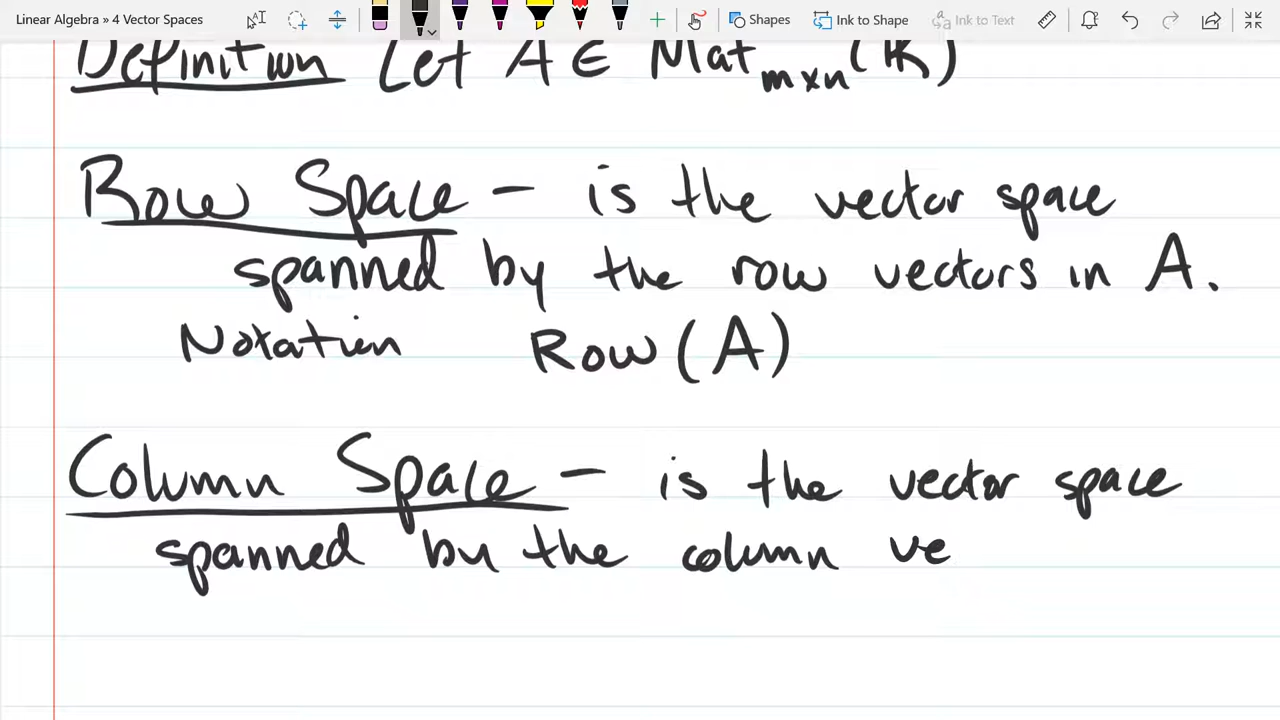 Linear Algebra » 4 Vector Spaces Shapes Ink to Shape Ink to Text
Definition Let A ∈ Mat m×n (K)
Row Space – is the vector space
spanned by the row vectors in A.
Notation Row (A)
Column Space – is the vector space
spanned by the column ve